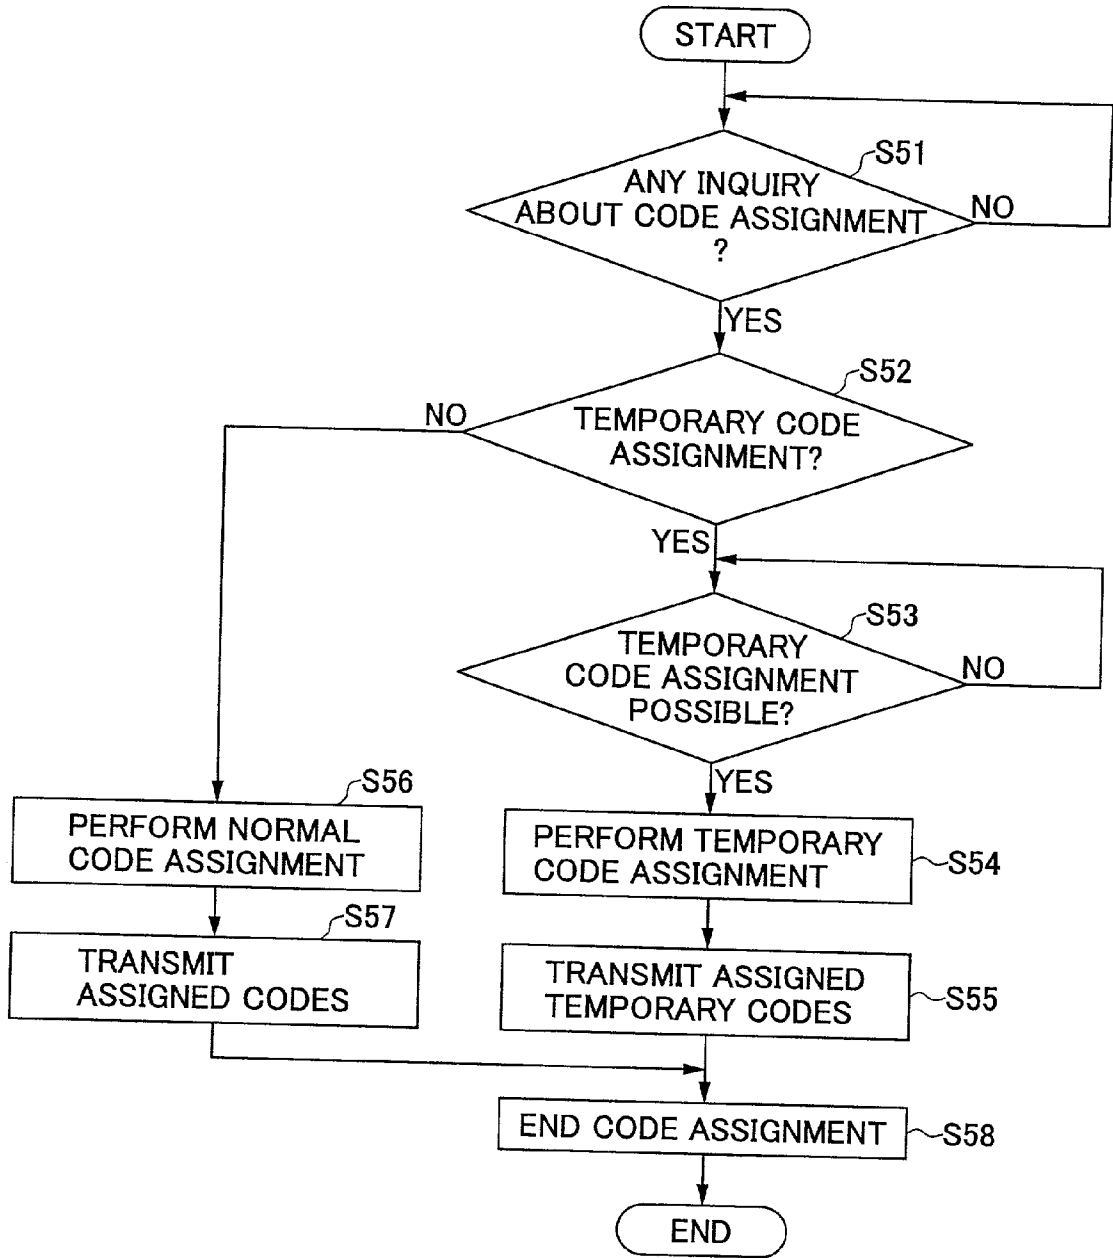 START
S51
ANY INQUIRY
ABOUT CODE ASSIGNMENT
?
NO
YES
S52
NO
TEMPORARY CODE
ASSIGNMENT?
YES
S53
TEMPORARY
CODE ASSIGNMENT
POSSIBLE?
NO
YES
S56
PERFORM NORMAL
CODE ASSIGNMENT
PERFORM TEMPORARY
CODE ASSIGNMENT
S54
S57
TRANSMIT
ASSIGNED CODES
TRANSMIT ASSIGNED
TEMPORARY CODES
S55
END CODE ASSIGNMENT
S58
END